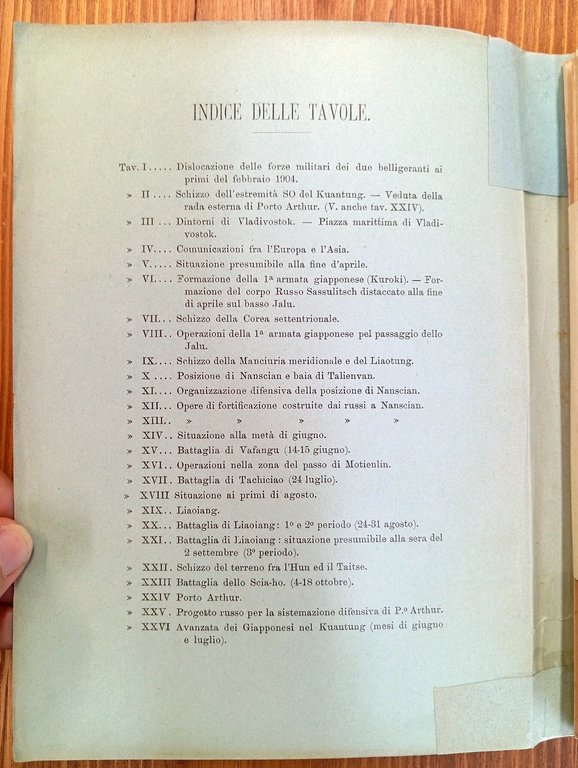 INDICE DELLE TAVOLE.
Tav. I..... Dislocazione delle forze militari dei due belligeranti ai
primi del febbraio 1904.
» II.... Schizzo dell'estremità SO del Kuantung. — Veduta della
rada esterna di Porto Arthur. (V. anche tav. XXIV).
» III... Dintorni di Vladivostok. — Piazza marittima di Vladi-
vostok.
» IV.... Comunicazioni fra l'Europa e l'Asia.
» V..... Situazione presumibile alla fine d'aprile.
» VI.... Formazione della 1ª armata giapponese (Kuroki). — For-
mazione del corpo Russo Sassulitsch distaccato alla fine
di aprile sul basso Jalu.
» VII... Schizzo della Corea settentrionale.
» VIII.. Operazioni della 1ª armata giapponese pel passaggio dello
Jalu.
» IX.... Schizzo della Manciuria meridionale e del Liaotung.
» X .... Posizione di Nanscian e baia di Talienvan.
» XI.... Organizzazione difensiva della posizione di Nanscian.
» XII... Opere di fortificazione costruite dai russi a Nanscian.
» XIII.. » » » » »
» XIV.. Situazione alla metà di giugno.
» XV... Battaglia di Vafangu (14-15 giugno).
» XVI.. Operazioni nella zona del passo di Motienlin.
» XVII. Battaglia di Tachiciao (24 luglio).
» XVIII Situazione ai primi di agosto.
» XIX.. Liaoiang.
» XX... Battaglia di Liaoiang: 1º e 2º periodo (24-31 agosto).
» XXI.. Battaglia di Liaoiang: situazione presumibile alla sera del
2 settembre (3º periodo).
» XXII. Schizzo del terreno fra l'Hun ed il Taitse.
» XXIII Battaglia dello Scia-ho. (4-18 ottobre).
» XXIV Porto Arthur.
» XXV. Progetto russo per la sistemazione difensiva di P.º Arthur.
» XXVI Avanzata dei Giapponesi nel Kuantung (mesi di giugno
e luglio).